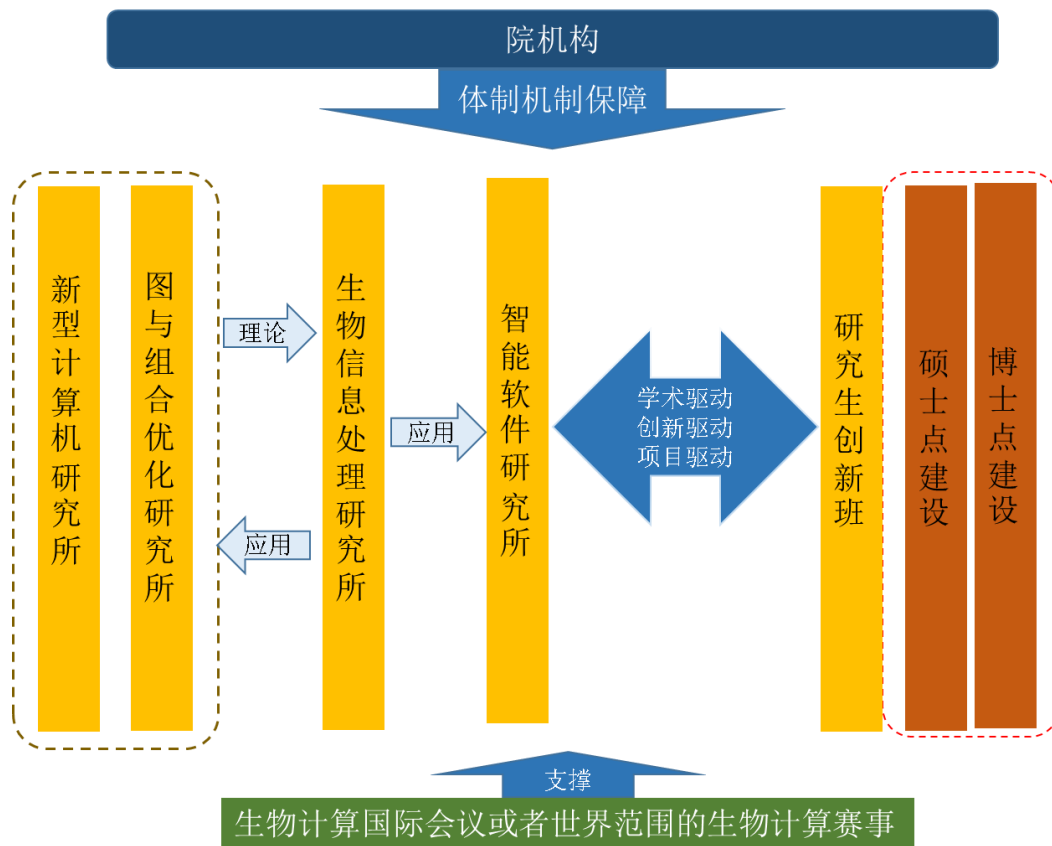 院机构
体制机制保障
新型计算机研究所
图与组合优化研究所
理论
应用
生物信息处理研究所
应用
智能软件研究所
学术驱动
创新驱动
项目驱动
研究生创新班
硕士点建设
博士点建设
支撑
生物计算国际会议或者世界范围的生物计算赛事